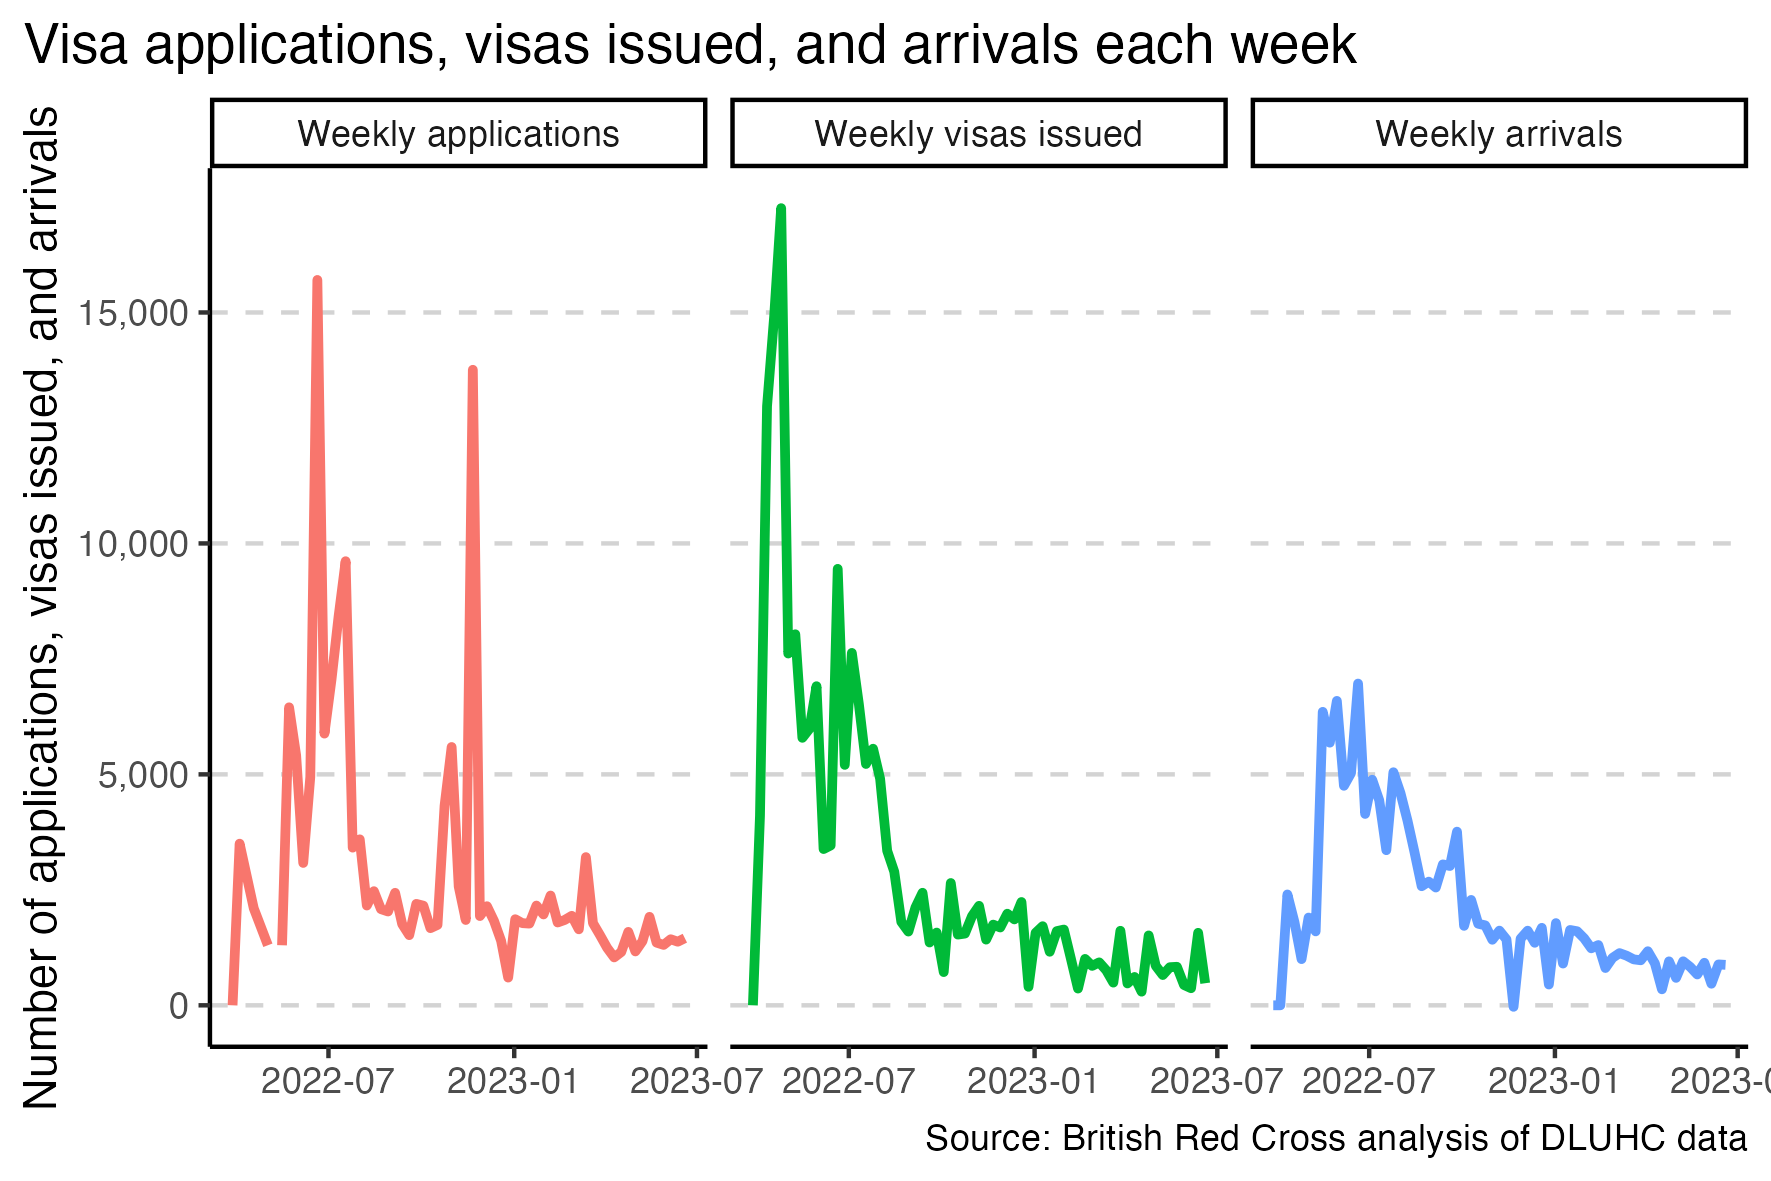 Visa applications, visas issued, and arrivals each week
Number of applications, visas issued, and arrivals
Weekly applications
Weekly visas issued
Weekly arrivals
15,000
10,000
5,000
0
2022-07
2023-01
2023-07
2022-07
2023-01
2023-07
2022-07
2023-01
2023-0
Source: British Red Cross analysis of DLUHC data